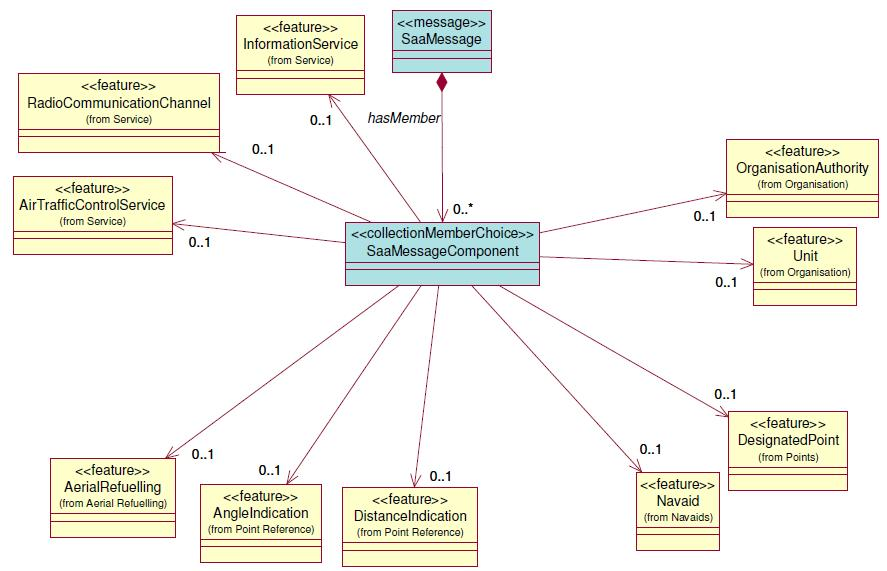 <<feature>>
InformationService
(from Service)
<<message>>
SaaMessage
<<feature>>
RadioCommunicationChannel
(from Service)
0..1
hasMember
0..1
<<feature>>
OrganisationAuthority
(from Organisation)
<<feature>>
AirTrafficControlService
(from Service)
0..1
0..*
0..1
<<collectionMemberChoice>>
SaaMessageComponent
<<feature>>
Unit
(from Organisation)
0..1
0..1
<<feature>>
DesignatedPoint
(from Points)
0..1
<<feature>>
AerialRefuelling
(from Aerial Refuelling)
0..1
<<feature>>
AngleIndication
(from Point Reference)
0..1
<<feature>>
DistanceIndication
(from Point Reference)
0..1
<<feature>>
Navaid
(from Navaids)